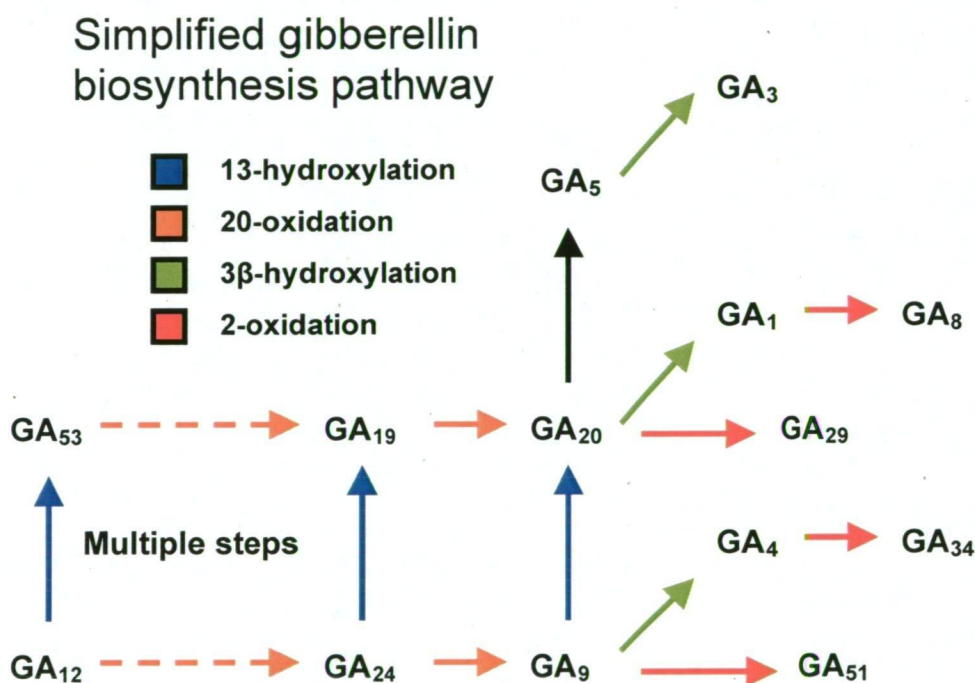 Simplified gibberellin
biosynthesis pathway
GA₃
13-hydroxylation
GA₅
20-oxidation
3β-hydroxylation
2-oxidation
GA₁ GA₈
GA₅₃ GA₁₉ GA₂₀ GA₂₉
Multiple steps
GA₄ GA₃₄
GA₁₂ GA₂₄ GA₉ GA₅₁